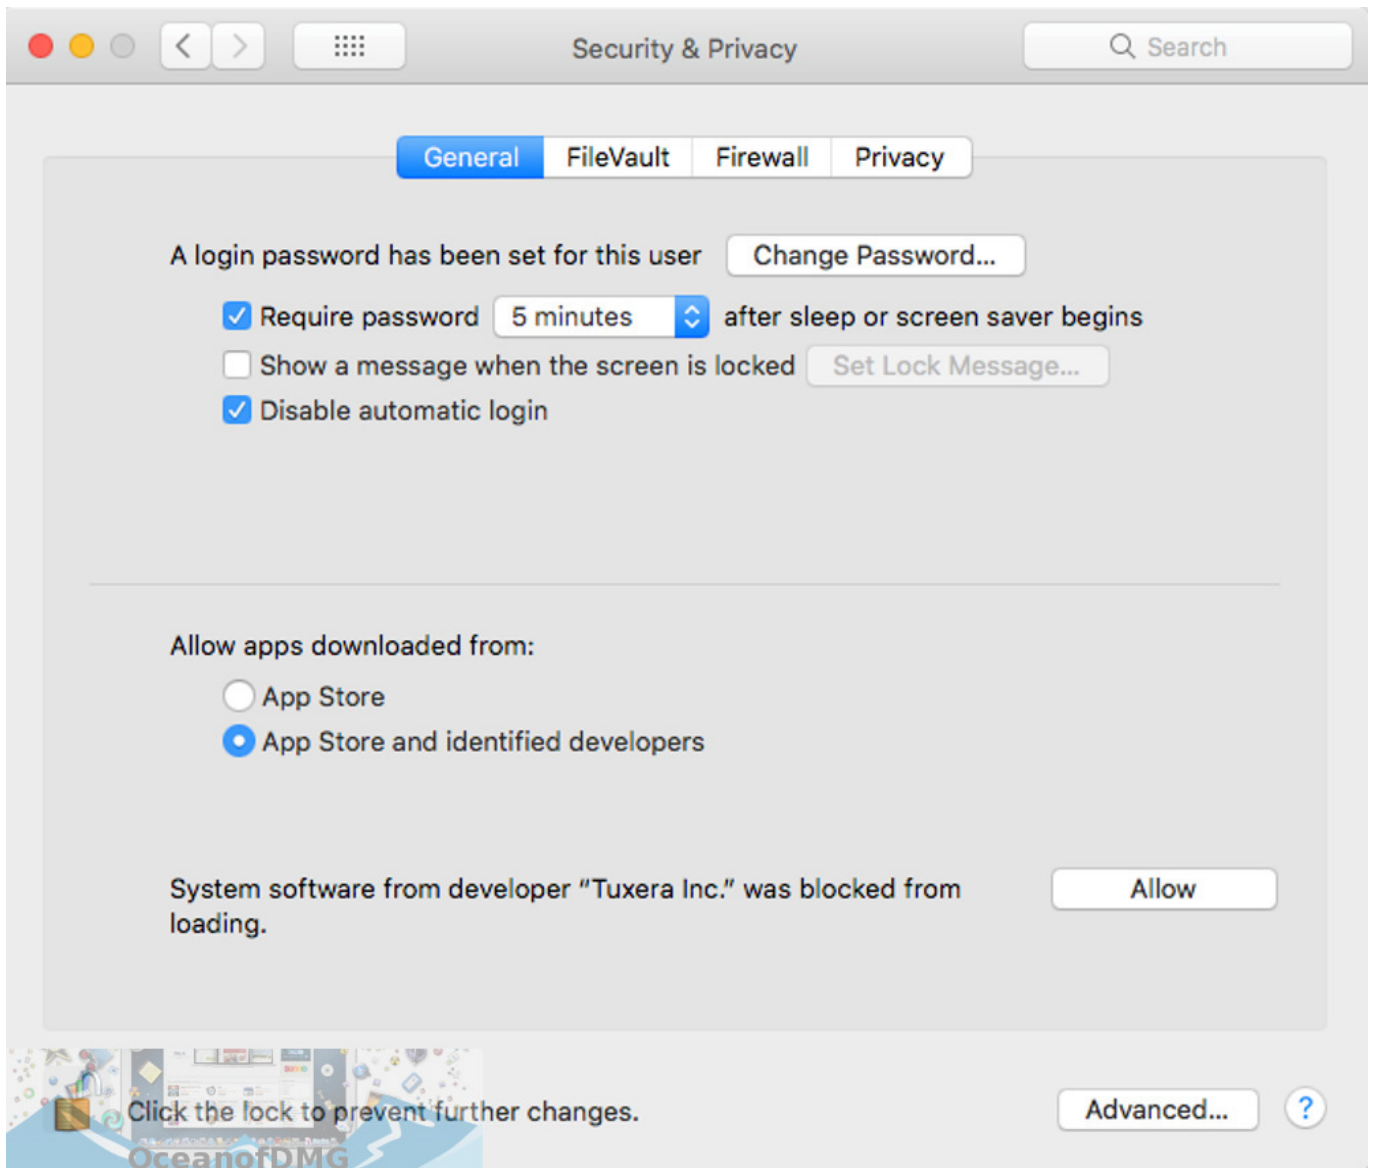 Security & Privacy
Search
General FileVault Firewall Privacy
A login password has been set for this user Change Password...
Require password 5 minutes after sleep or screen saver begins
Show a message when the screen is locked Set Lock Message...
Disable automatic login
Allow apps downloaded from:
App Store
App Store and identified developers
System software from developer “Tuxera Inc.” was blocked from
loading.
Allow
Click the lock to prevent further changes.
Advanced... ?
OceanofDMG